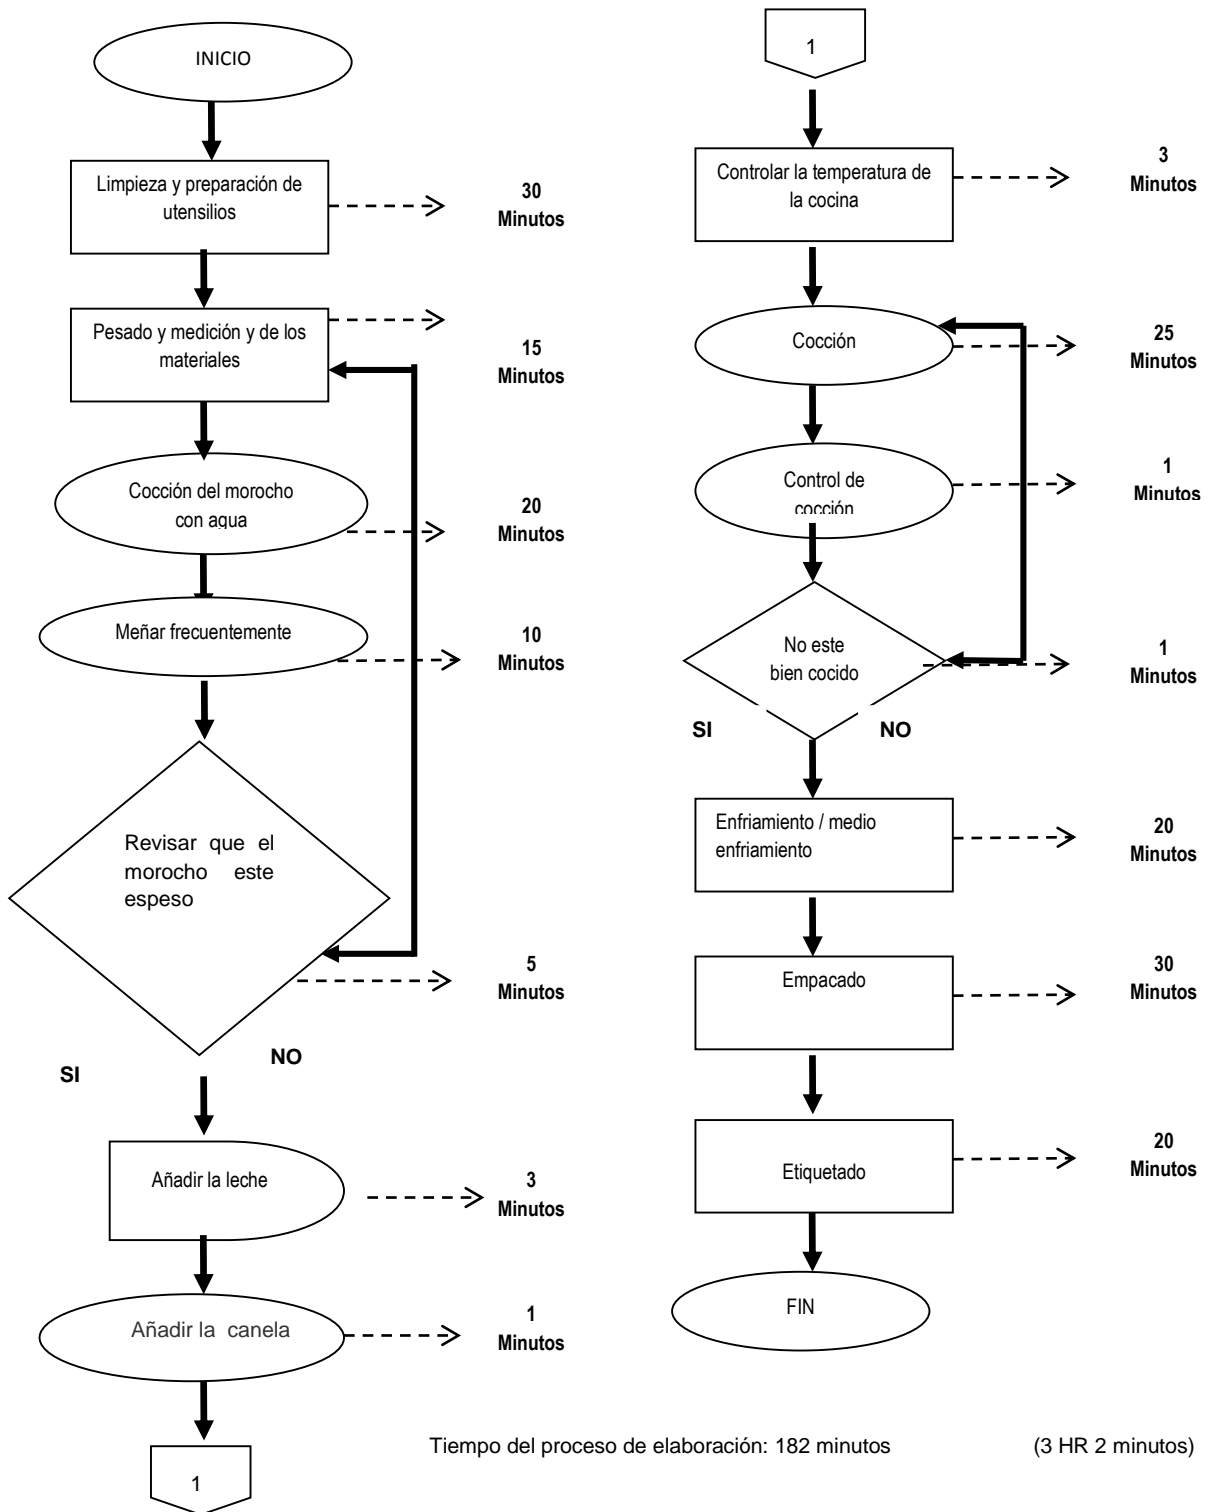 INICIO
Limpieza y preparación de
utensilios
30
Minutos
Pesado y medición y de los
materiales
15
Minutos
Cocción del morocho
con agua
20
Minutos
Meñar frecuentemente
10
Minutos
Revisar que el
morocho este
espeso
5
Minutos
SI
NO
Añadir la leche
3
Minutos
Añadir la canela
1
Minutos
1
1
Controlar la temperatura de
la cocina
3
Minutos
Cocción
25
Minutos
Control de
cocción
1
Minutos
No este
bien cocido
1
Minutos
SI
NO
Enfriamiento / medio
enfriamiento
20
Minutos
Empacado
30
Minutos
Etiquetado
20
Minutos
FIN
Tiempo del proceso de elaboración: 182 minutos (3 HR 2 minutos)